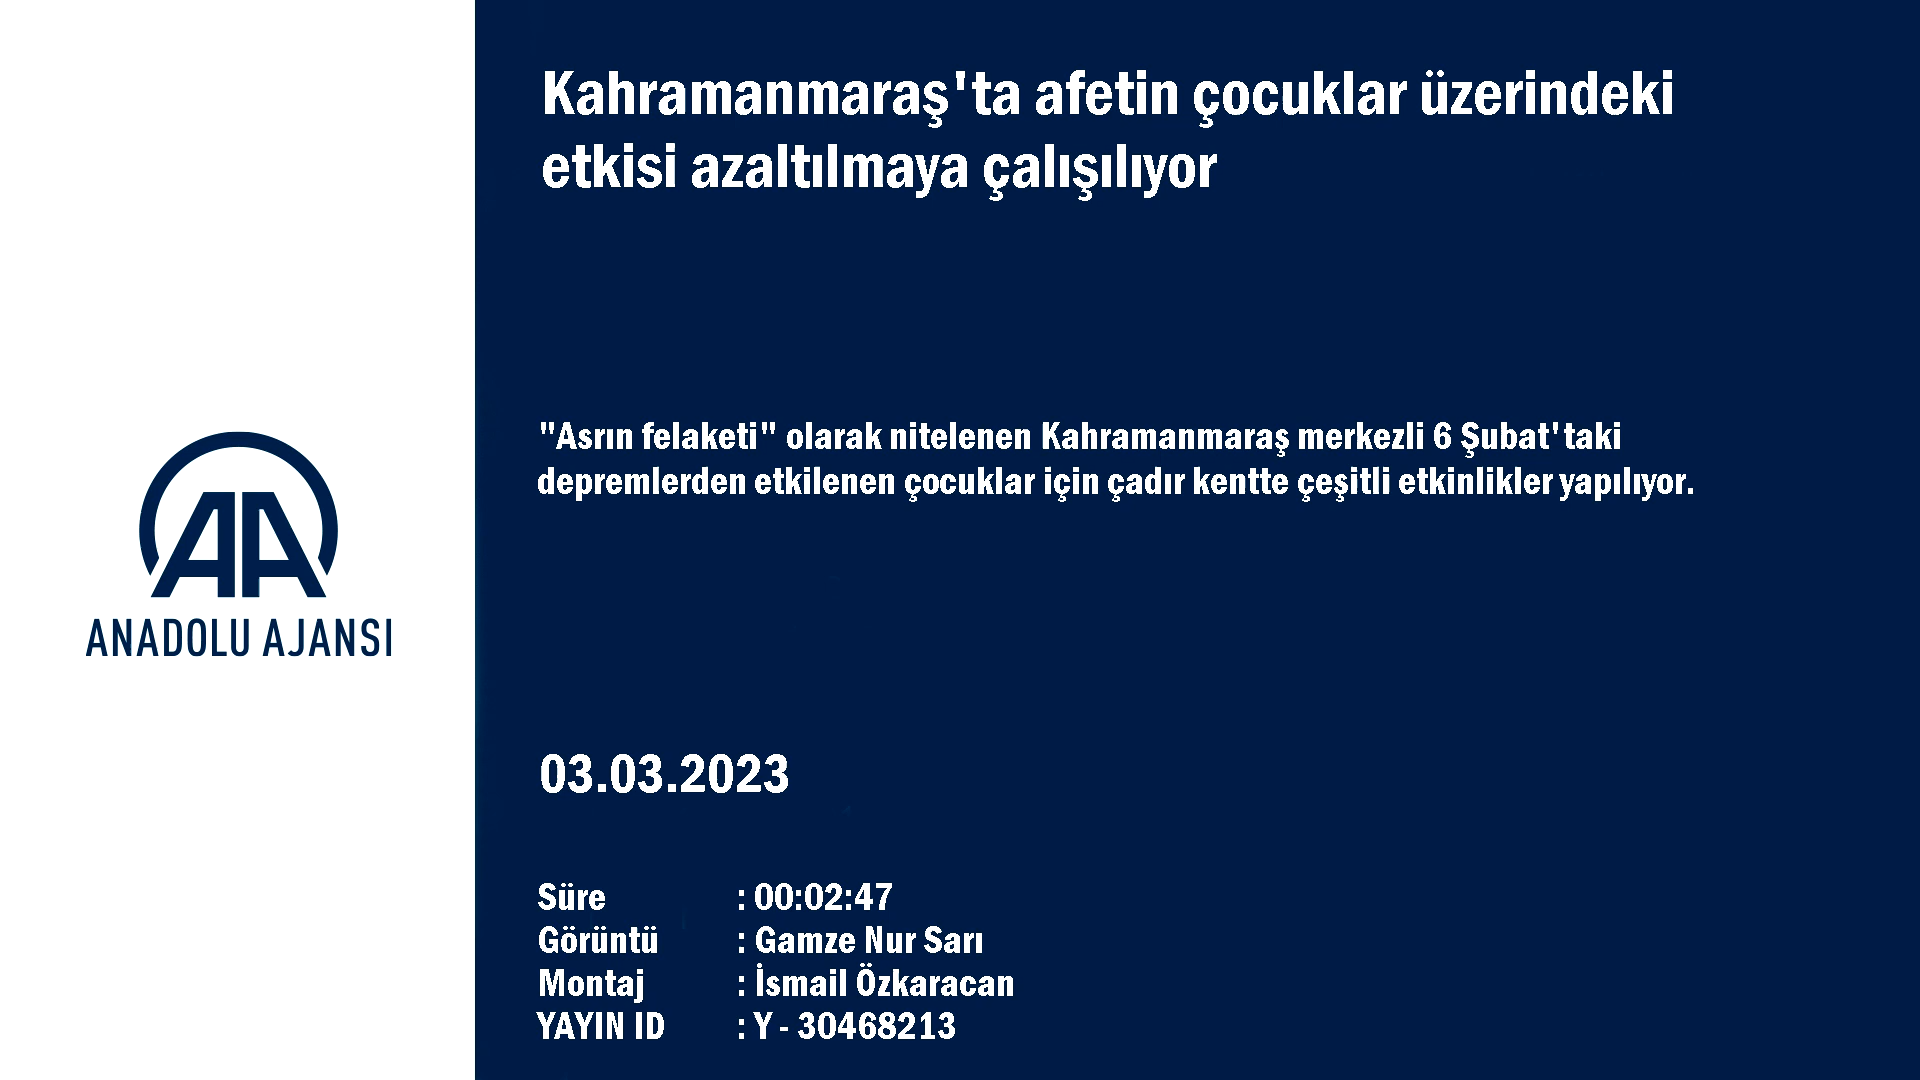 Kahramanmaraş'ta afetin çocuklar üzerindeki
etkisi azaltılmaya çalışılıyor
"Asrın felaketi" olarak nitelenen Kahramanmaraş merkezli 6 Şubat'taki
depremlerden etkilenen çocuklar için çadır kentte çeşitli etkinlikler yapılıyor.
AA
ANADOLU AJANSI
03.03.2023
Süre : 00:02:47
Görüntü : Gamze Nur Sarı
Montaj : İsmail Özkaracan
YAYIN ID : Y - 30468213